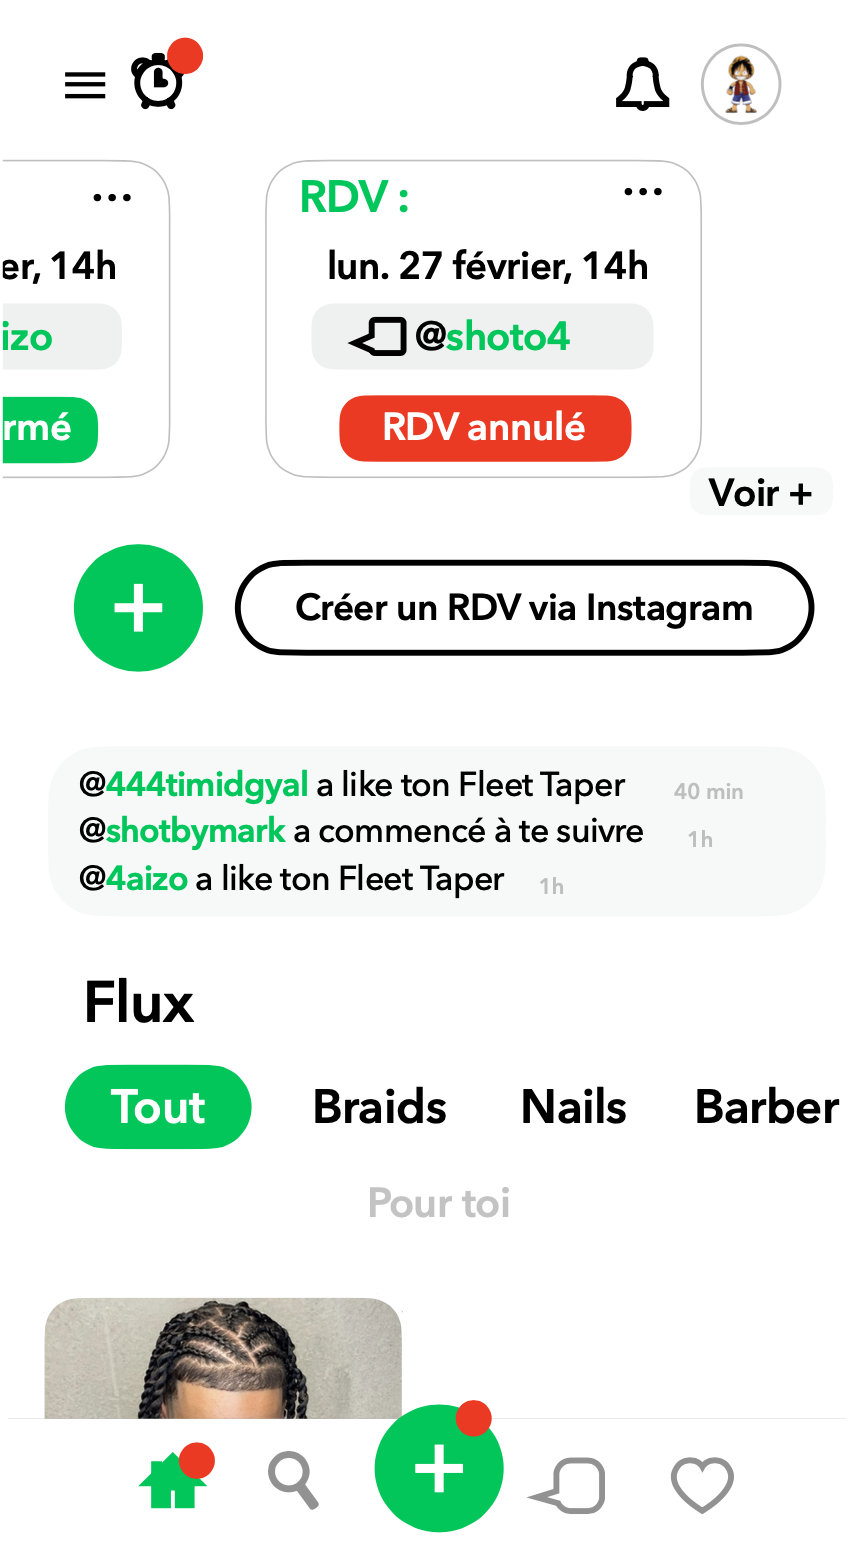 RDV :
er, 14h
lun. 27 février, 14h
izo
@shoto4
rmé
RDV annulé
Voir +
Créer un RDV via Instagram
@444timidgyal a like ton Fleet Taper 40 min
@shotbymark a commencé à te suivre 1h
@4aizo a like ton Fleet Taper 1h
Flux
Tout Braids Nails Barber
Pour toi